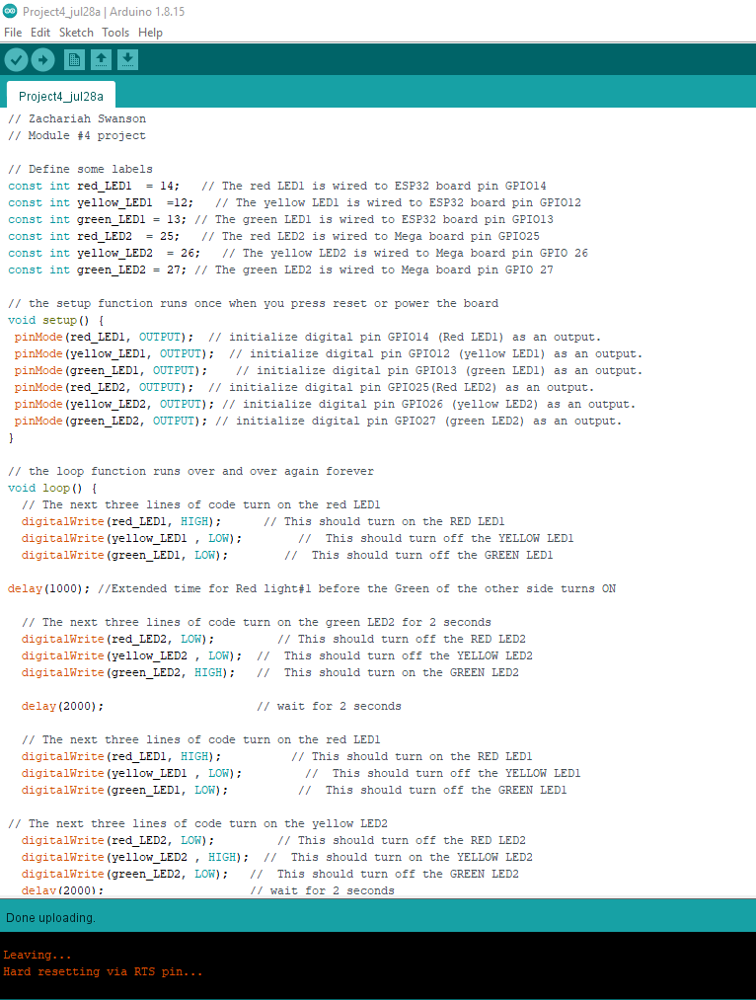 Project4_jul28a | Arduino 1.8.15
File Edit Sketch Tools Help
Project4_jul28a
// Zachariah Swanson
// Module #4 project
// Define some labels
const int red_LED1  = 14;   // The red LED1 is wired to ESP32 board pin GPIO14
const int yellow_LED1  =12;   // The yellow LED1 is wired to ESP32 board pin GPIO12
const int green_LED1 = 13; // The green LED1 is wired to ESP32 board pin GPIO13
const int red_LED2  = 25;   // The red LED2 is wired to Mega board pin GPIO25
const int yellow_LED2  = 26;   // The yellow LED2 is wired to Mega board pin GPIO 26
const int green_LED2 = 27; // The green LED2 is wired to Mega board pin GPIO 27
// the setup function runs once when you press reset or power the board
void setup() {
 pinMode(red_LED1, OUTPUT);  // initialize digital pin GPIO14 (Red LED1) as an output.
 pinMode(yellow_LED1, OUTPUT);  // initialize digital pin GPIO12 (yellow LED1) as an output.
 pinMode(green_LED1, OUTPUT);    // initialize digital pin GPIO13 (green LED1) as an output.
 pinMode(red_LED2, OUTPUT);  // initialize digital pin GPIO25(Red LED2) as an output.
 pinMode(yellow_LED2, OUTPUT); // initialize digital pin GPIO26 (yellow LED2) as an output.
 pinMode(green_LED2, OUTPUT); // initialize digital pin GPIO27 (green LED2) as an output.
}
// the loop function runs over and over again forever
void loop() {
  // The next three lines of code turn on the red LED1
  digitalWrite(red_LED1, HIGH);      // This should turn on the RED LED1
  digitalWrite(yellow_LED1 , LOW);        //  This should turn off the YELLOW LED1
  digitalWrite(green_LED1, LOW);        //  This should turn off the GREEN LED1
delay(1000); //Extended time for Red light#1 before the Green of the other side turns ON
  // The next three lines of code turn on the green LED2 for 2 seconds
  digitalWrite(red_LED2, LOW);         // This should turn off the RED LED2
  digitalWrite(yellow_LED2 , LOW);  //  This should turn off the YELLOW LED2
  digitalWrite(green_LED2, HIGH);   //  This should turn on the GREEN LED2
  delay(2000);                      // wait for 2 seconds
  // The next three lines of code turn on the red LED1
  digitalWrite(red_LED1, HIGH);          // This should turn on the RED LED1
  digitalWrite(yellow_LED1 , LOW);         //  This should turn off the YELLOW LED1
  digitalWrite(green_LED1, LOW);          //  This should turn off the GREEN LED1
// The next three lines of code turn on the yellow LED2
  digitalWrite(red_LED2, LOW);         // This should turn off the RED LED2
  digitalWrite(yellow_LED2 , HIGH);  //  This should turn on the YELLOW LED2
  digitalWrite(green_LED2, LOW);   //  This should turn off the GREEN LED2
  delay(2000);                     // wait for 2 seconds
Done uploading.
Leaving...
Hard resetting via RTS pin...